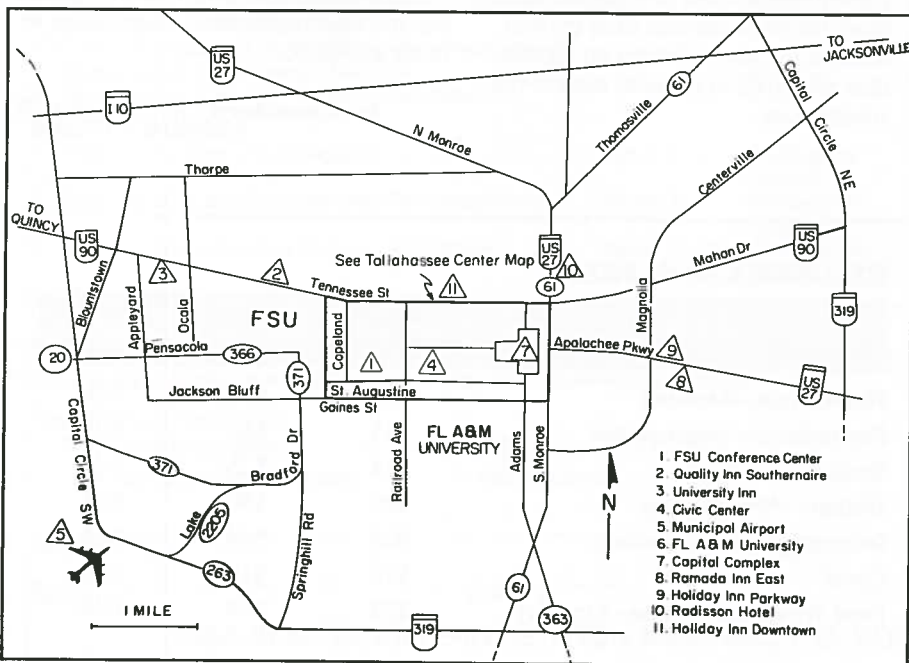 US
27
TO
JACKSONVILLE
I 10
61
N Monroe
Thomasville
Capital
Circle
NE
Centerville
Thorpe
TO
QUINCY
US
90
3
2
See Tallahassee Center Map
11
US
27
10
61
Mahan Dr
US
90
Blountstown
Appleyard
Ocala
Tennessee St
FSU
Copeland
Magnolia
319
20
Pensacola
366
371
1
4
7
Apalachee Pkwy
9
8
US
27
Jackson Bluff
St. Augustine
Gaines St
Capital Circle SW
371
Bradford Dr
Lake
2205
Springhill Rd
Railroad Ave
FL A&M
UNIVERSITY
Adams
S. Monroe
N
5
263
1 MILE
319
61
363
1. FSU Conference Center
2. Quality Inn Southernaire
3. University Inn
4. Civic Center
5. Municipal Airport
6. FL A&M University
7. Capital Complex
8. Ramada Inn East
9. Holiday Inn Parkway
10. Radisson Hotel
11. Holiday Inn Downtown